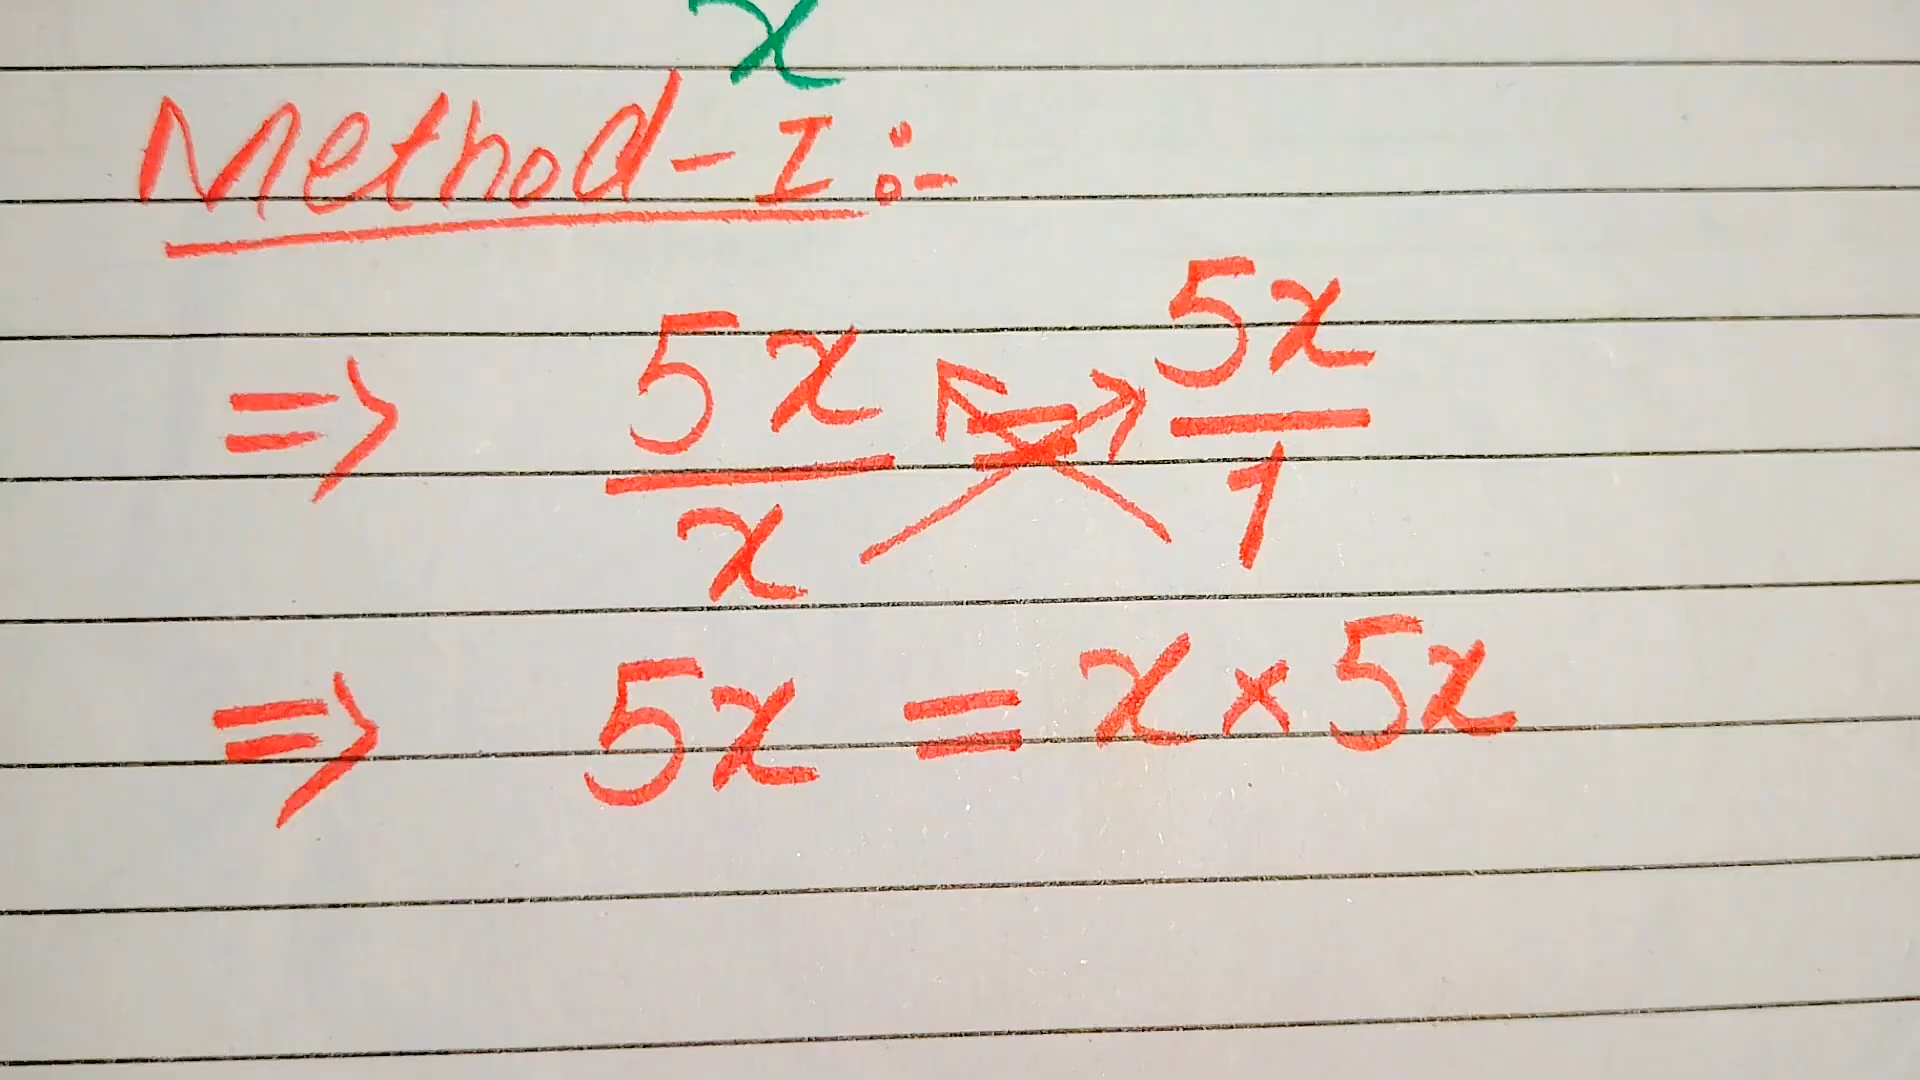 x
Method-I:-
=> 5x/x = 5x/1
=> 5x = x × 5x